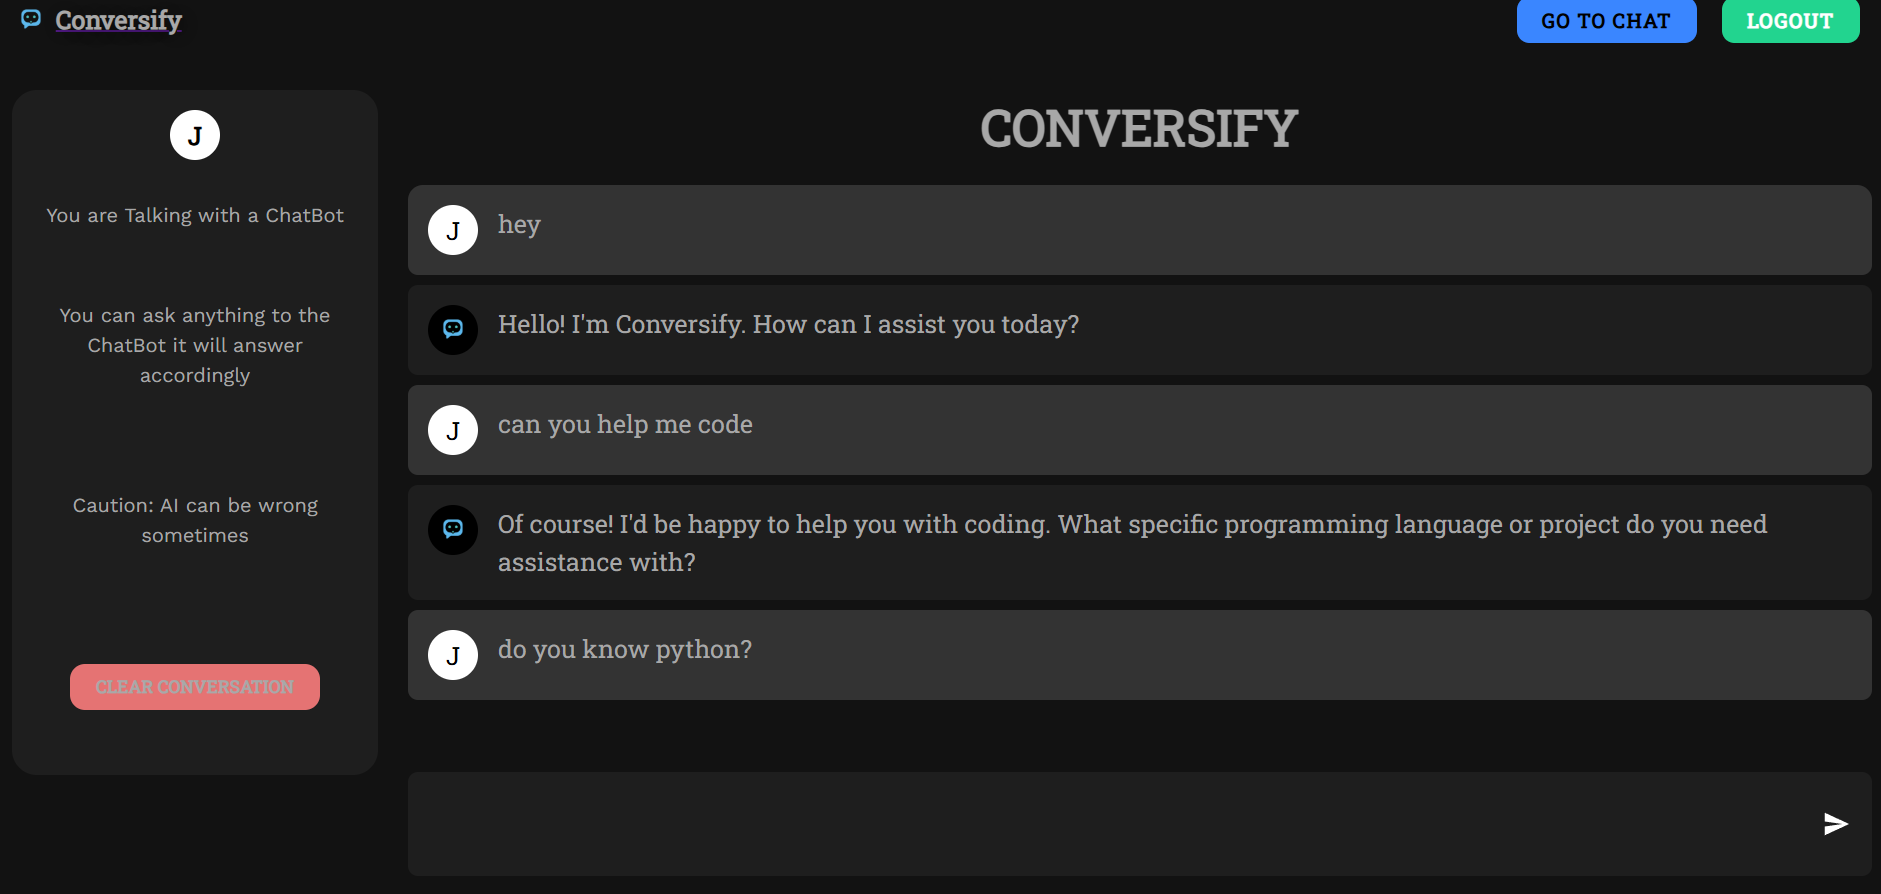 Conversify
GO TO CHAT
LOGOUT
J
You are Talking with a ChatBot
You can ask anything to the
ChatBot it will answer
accordingly
Caution: AI can be wrong
sometimes
CLEAR CONVERSATION
CONVERSIFY
J
hey
Hello! I'm Conversify. How can I assist you today?
J
can you help me code
Of course! I'd be happy to help you with coding. What specific programming language or project do you need
assistance with?
J
do you know python?